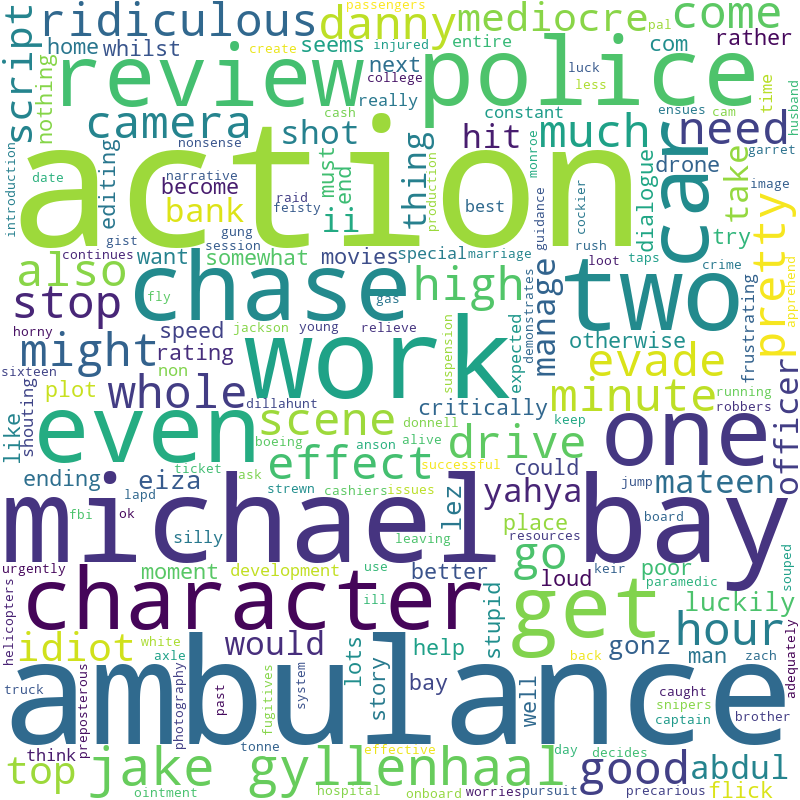 passengers
ridiculous danny mediocre come
script home whilst seems injured entire com rather
nothing review police
next college luck less ensues time husband
really cash constant cam
camera shot hit much need
action
nonsense editing thing drone garret
introduction date narrative must end production monroe dialogue take image
become raid best guidance cockier
bank feisty ii car
gist gung session rush try pretty
continues want somewhat movies special marriage loot taps crime
also chase high two
fly gas demonstrates manage apprehend
stop horny speed jackson young relieve suspension expected otherwise frustrating
might rating work evade
sixteen shouting plot non dillahunt whole minute running
like critically robbers officer
even scene donnell keep one
boeing anson alive drive
effect successful could
ending eiza ticket ask issues jump mateen
lapd strewn cashiers yahya
fbi ok lez place board
michael bay
silly leaving resources
urgently moment development use better go loud keir poor souped
paramedic
character get luckily
helicopters ill hour
idiot white would lots help stupid gonz man zach adequately
axle back
preposterous photography past fugitives system story bay well caught
truck snipers captain brother
ambulance
think tonne effective day decides
top jake gyllenhaal good abdul
ointment hospital onboard worries pursuit precarious flick
pal